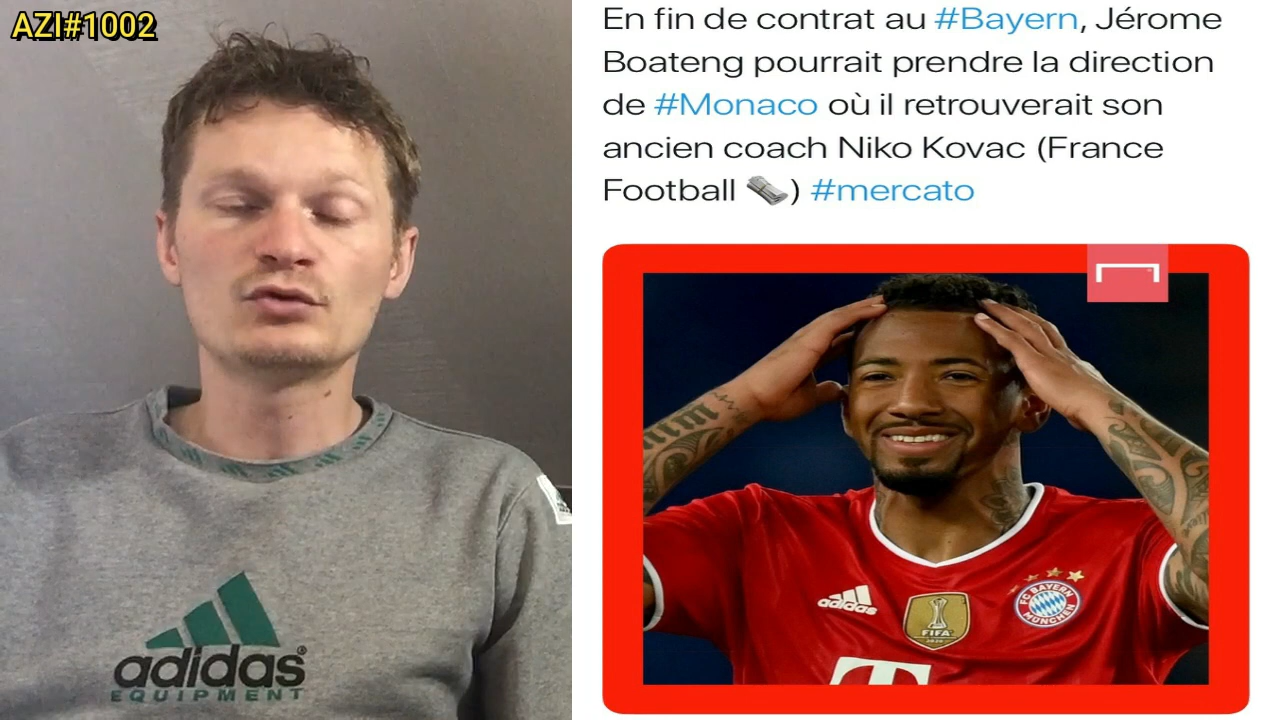 AZI#1002
En fin de contrat au #Bayern, Jérome
Boateng pourrait prendre la direction
de #Monaco où il retrouverait son
ancien coach Niko Kovac (France
Football 🗞️) #mercato
adidas
EQUIPMENT
adidas
FIFA
FC BAYERN
MÜNCHEN
T